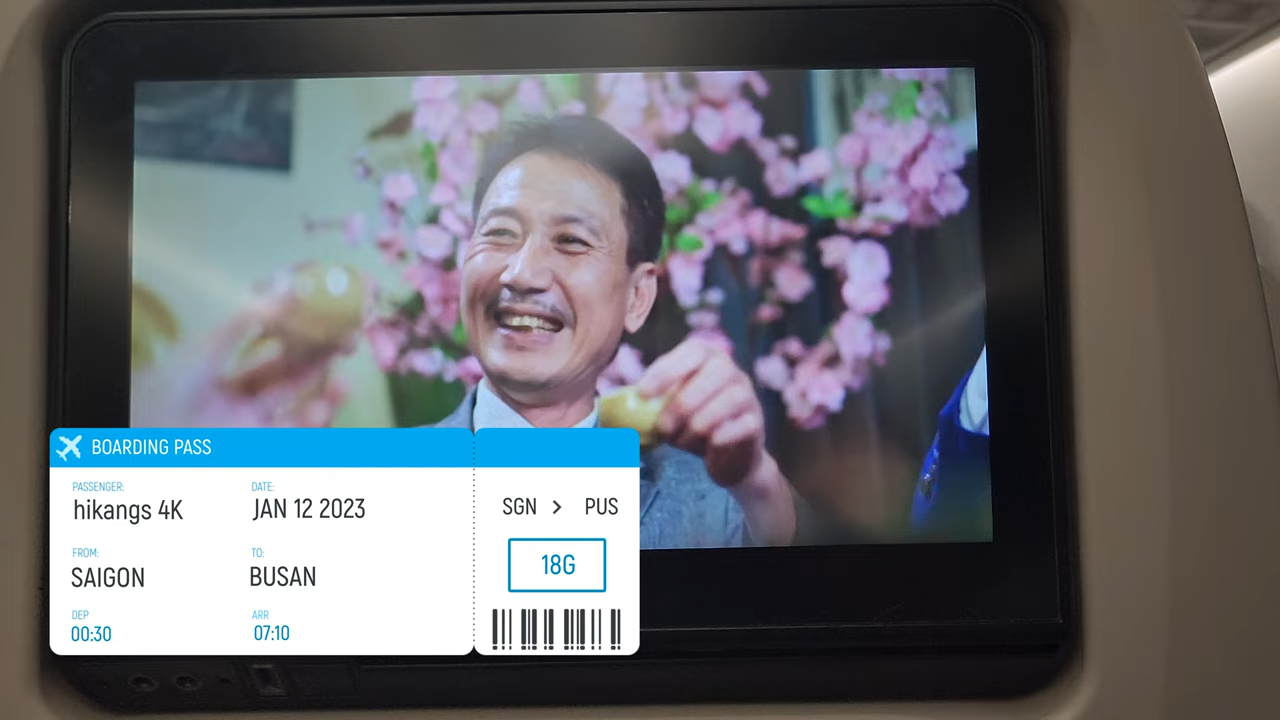 BOARDING PASS
PASSENGER:
hikangs 4K
DATE:
JAN 12 2023
FROM:
SAIGON
TO:
BUSAN
DEP
00:30
ARR
07:10
SGN > PUS
18G